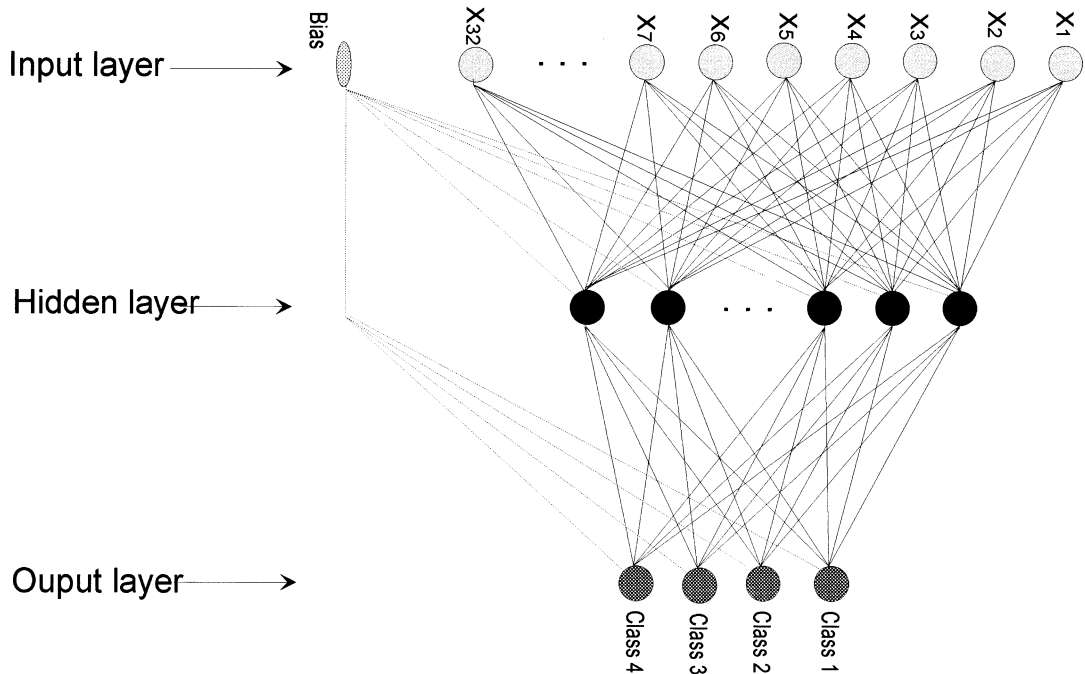 Input layer
Bias
X32
. . .
X7
X6
X5
X4
X3
X2
X1
Hidden layer
. . .
Ouput layer
Class 4
Class 3
Class 2
Class 1